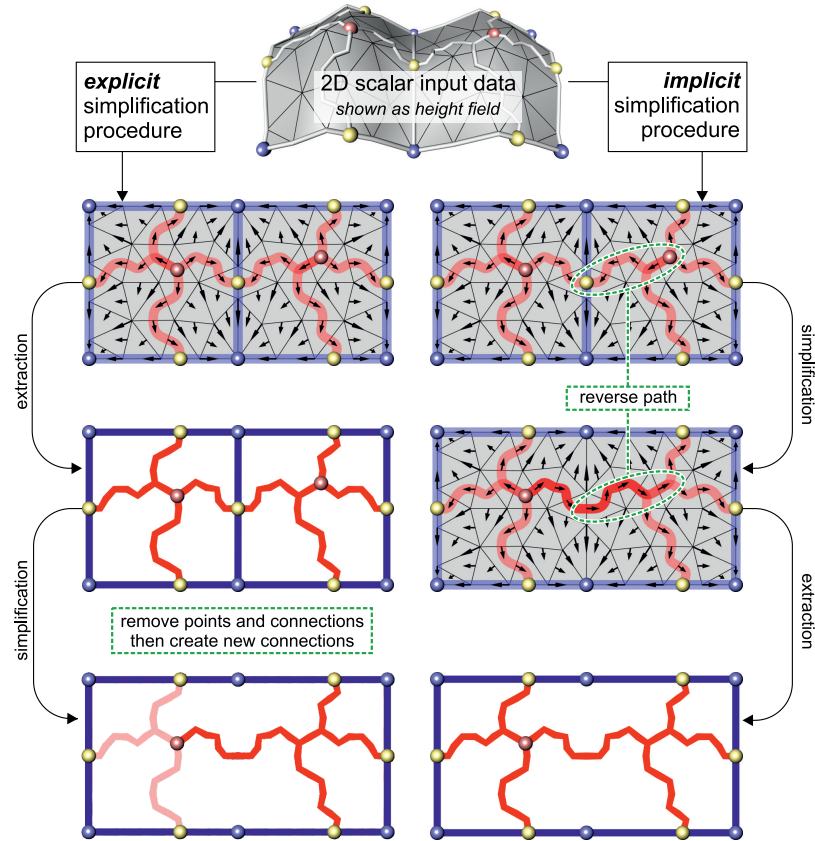 explicit
simplification
procedure
2D scalar input data
shown as height field
implicit
simplification
procedure
extraction
simplification
reverse path
simplification
extraction
remove points and connections
then create new connections